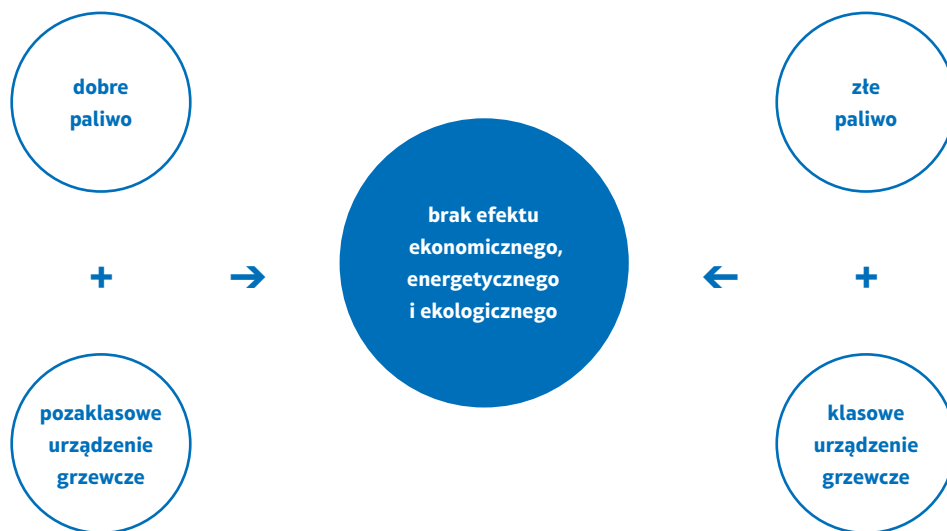 dobre
paliwo
+
pozaklasowe
urządzenie
grzewcze
→
brak efektu
ekonomicznego,
energetycznego
i ekologicznego
←
złe
paliwo
+
klasowe
urządzenie
grzewcze